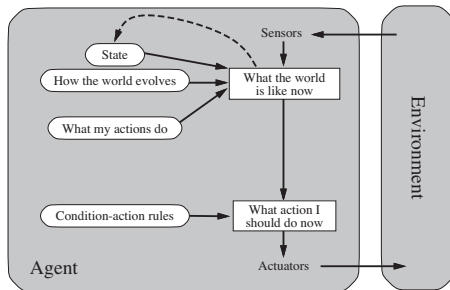 Sensors
State
How the world evolves
What the world
is like now
What my actions do
Condition-action rules
What action I
should do now
Agent
Actuators
Environment